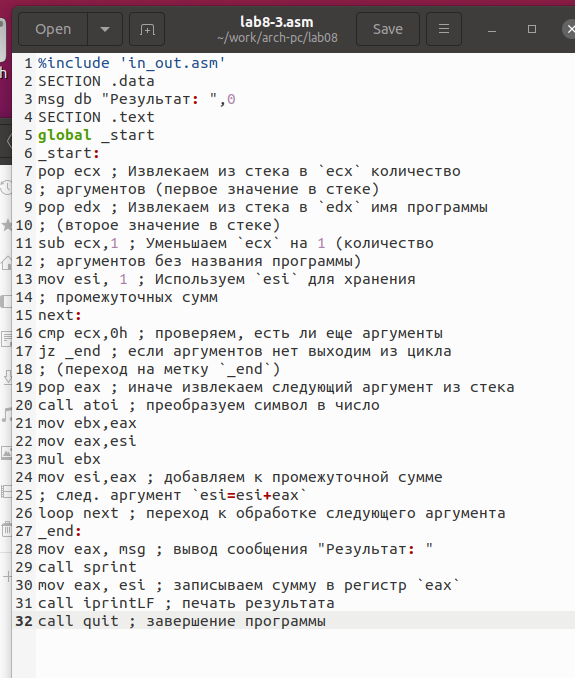 Open
lab8-3.asm
~/work/arch-pc/lab08
Save
h
1 %include 'in_out.asm'
2 SECTION .data
3 msg db "Результат: ",0
4 SECTION .text
5 global _start
6 _start:
7 pop ecx ; Извлекаем из стека в `ecx` количество
8 ; аргументов (первое значение в стеке)
9 pop edx ; Извлекаем из стека в `edx` имя программы
10 ; (второе значение в стеке)
11 sub ecx,1 ; Уменьшаем `ecx` на 1 (количество
12 ; аргументов без названия программы)
13 mov esi, 1 ; Используем `esi` для хранения
14 ; промежуточных сумм
15 next:
16 cmp ecx,0h ; проверяем, есть ли еще аргументы
17 jz _end ; если аргументов нет выходим из цикла
18 ; (переход на метку `_end`)
19 pop eax ; иначе извлекаем следующий аргумент из стека
20 call atoi ; преобразуем символ в число
21 mov ebx,eax
22 mov eax,esi
23 mul ebx
24 mov esi,eax ; добавляем к промежуточной сумме
25 ; след. аргумент `esi=esi+eax`
26 loop next ; переход к обработке следующего аргумента
27 _end:
28 mov eax, msg ; вывод сообщения "Результат: "
29 call sprint
30 mov eax, esi ; записываем сумму в регистр `eax`
31 call iprintLF ; печать результата
32 call quit ; завершение программы